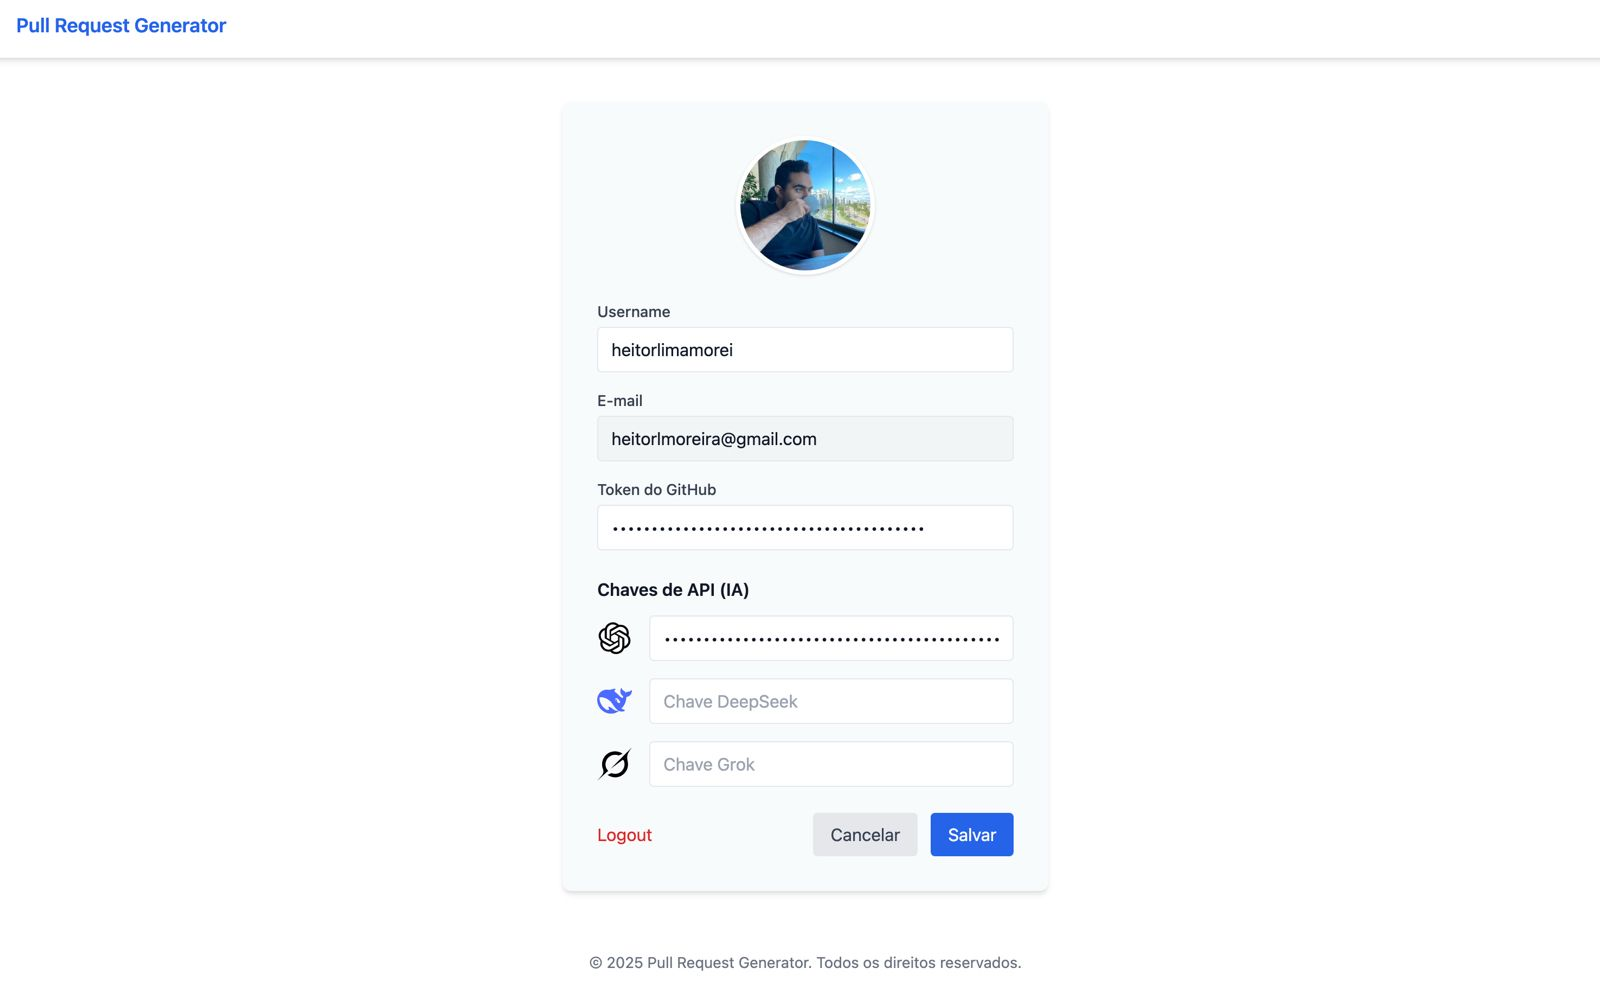 Pull Request Generator
Username
heitorlimamorei
E-mail
heitorlmoreira@gmail.com
Token do GitHub
••••••••••••••••••••••••••••••••••••••••
Chaves de API (IA)
•••••••••••••••••••••••••••••••••••••••••••
Chave DeepSeek
Chave Grok
Logout
Cancelar
Salvar
© 2025 Pull Request Generator. Todos os direitos reservados.